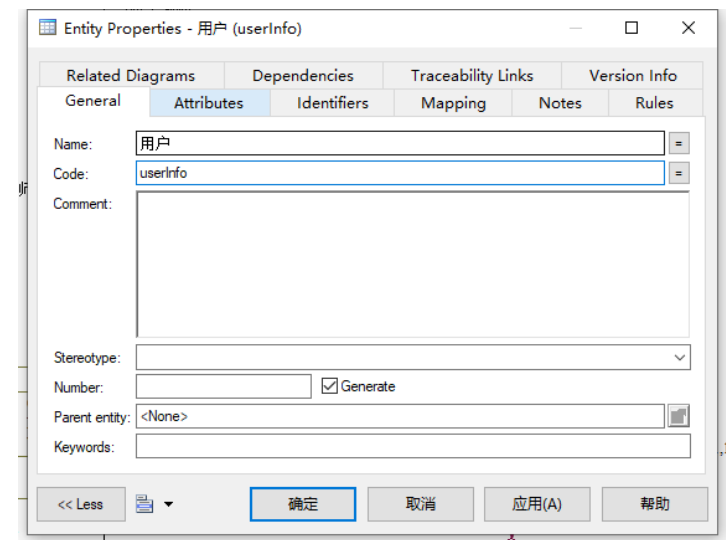 Entity Properties - 用户 (userInfo)
Related Diagrams Dependencies Traceability Links Version Info
General Attributes Identifiers Mapping Notes Rules
Name: 用户 =
Code: userInfo =
Comment:
Stereotype:
Number: Generate
Parent entity: <None>
Keywords:
<< Less 确定 取消 应用(A) 帮助